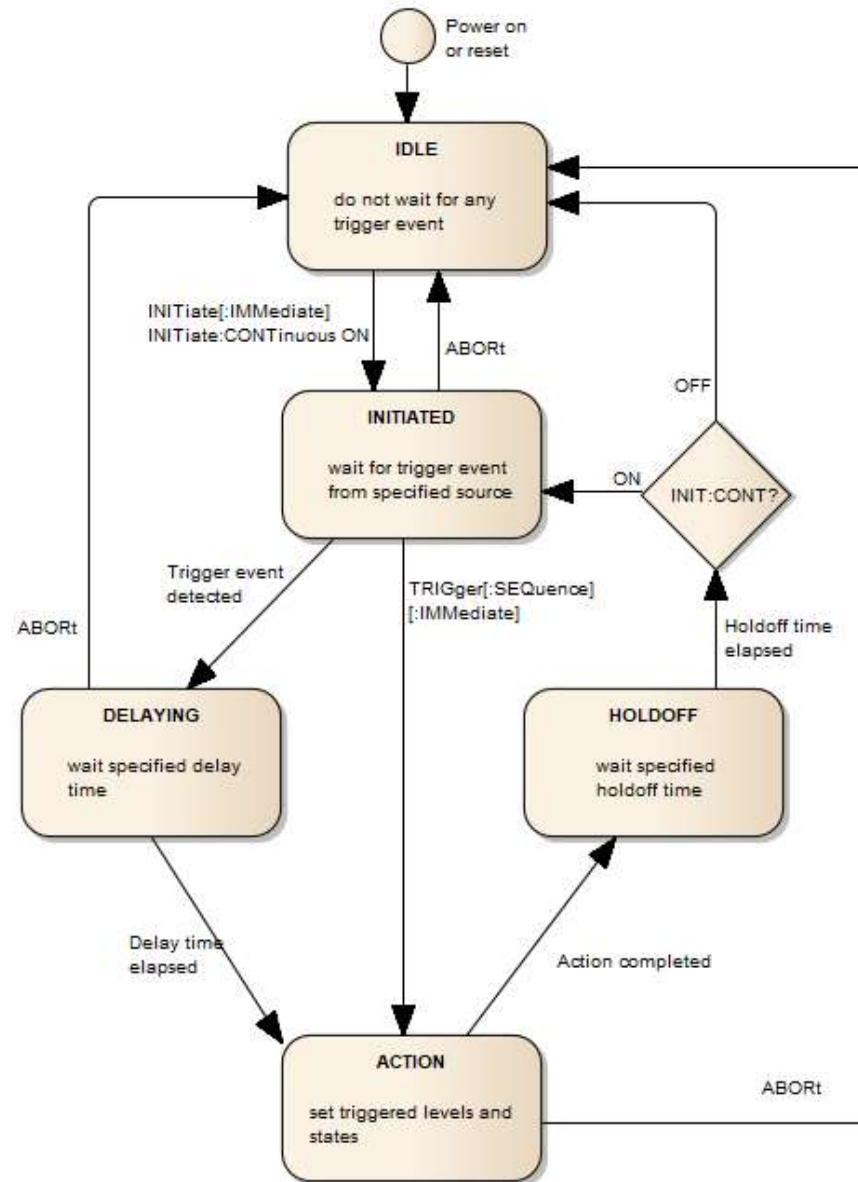 Power on
or reset
IDLE
do not wait for any
trigger event
INITiate[:IMMediate]
INITiate:CONTinuous ON
ABORt
OFF
INITIATED
wait for trigger event
from specified source
ON
INIT:CONT?
Trigger event
detected
TRIGger[:SEQuence]
[:IMMediate]
ABORt
Holdoff time
elapsed
DELAYING
wait specified delay
time
HOLDOFF
wait specified
holdoff time
Delay time
elapsed
Action completed
ACTION
set triggered levels and
states
ABORt